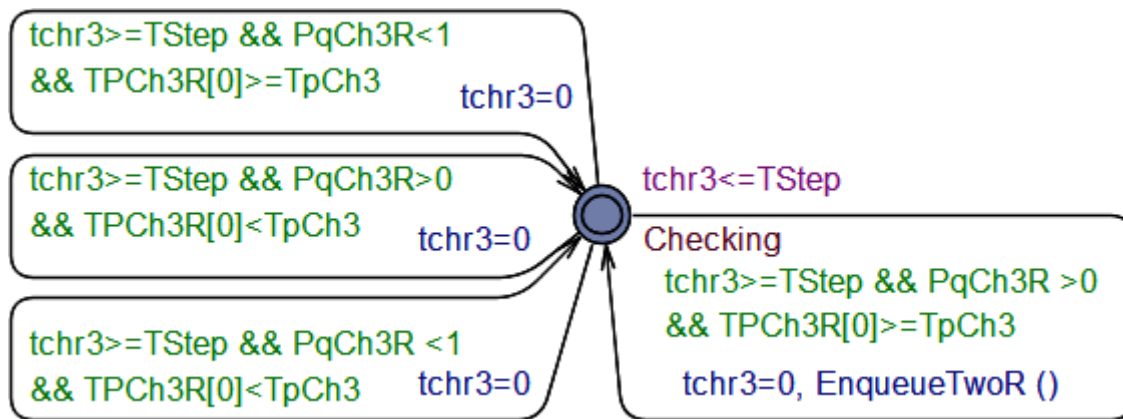 tchr3>=TStep && PqCh3R<1
&& TPCh3R[0]>=TpCh3
tchr3=0
tchr3>=TStep && PqCh3R>0
&& TPCh3R[0]<TpCh3
tchr3=0
tchr3>=TStep && PqCh3R <1
&& TPCh3R[0]<TpCh3
tchr3=0
tchr3<=TStep
Checking
tchr3>=TStep && PqCh3R >0
&& TPCh3R[0]>=TpCh3
tchr3=0, EnqueueTwoR ()